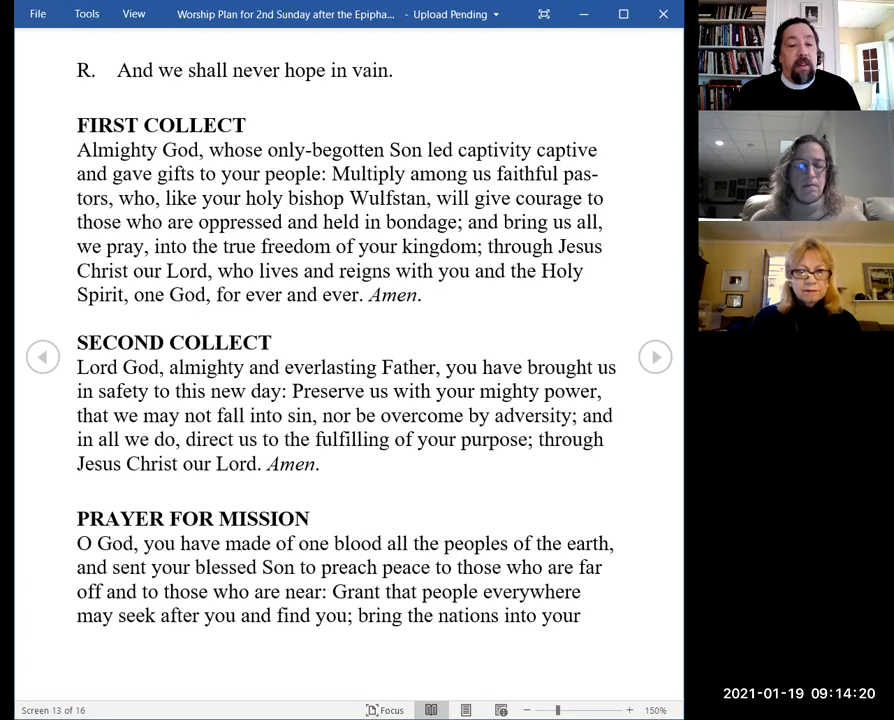 File Tools View Worship Plan for 2nd Sunday after the Epipha... - Upload Pending
R. And we shall never hope in vain.
FIRST COLLECT
Almighty God, whose only-begotten Son led captivity captive
and gave gifts to your people: Multiply among us faithful pas-
tors, who, like your holy bishop Wulfstan, will give courage to
those who are oppressed and held in bondage; and bring us all,
we pray, into the true freedom of your kingdom; through Jesus
Christ our Lord, who lives and reigns with you and the Holy
Spirit, one God, for ever and ever. Amen.
SECOND COLLECT
Lord God, almighty and everlasting Father, you have brought us
in safety to this new day: Preserve us with your mighty power,
that we may not fall into sin, nor be overcome by adversity; and
in all we do, direct us to the fulfilling of your purpose; through
Jesus Christ our Lord. Amen.
PRAYER FOR MISSION
O God, you have made of one blood all the peoples of the earth,
and sent your blessed Son to preach peace to those who are far
off and to those who are near: Grant that people everywhere
may seek after you and find you; bring the nations into your
2021-01-19 09:14:20
Screen 13 of 16 Focus 150%